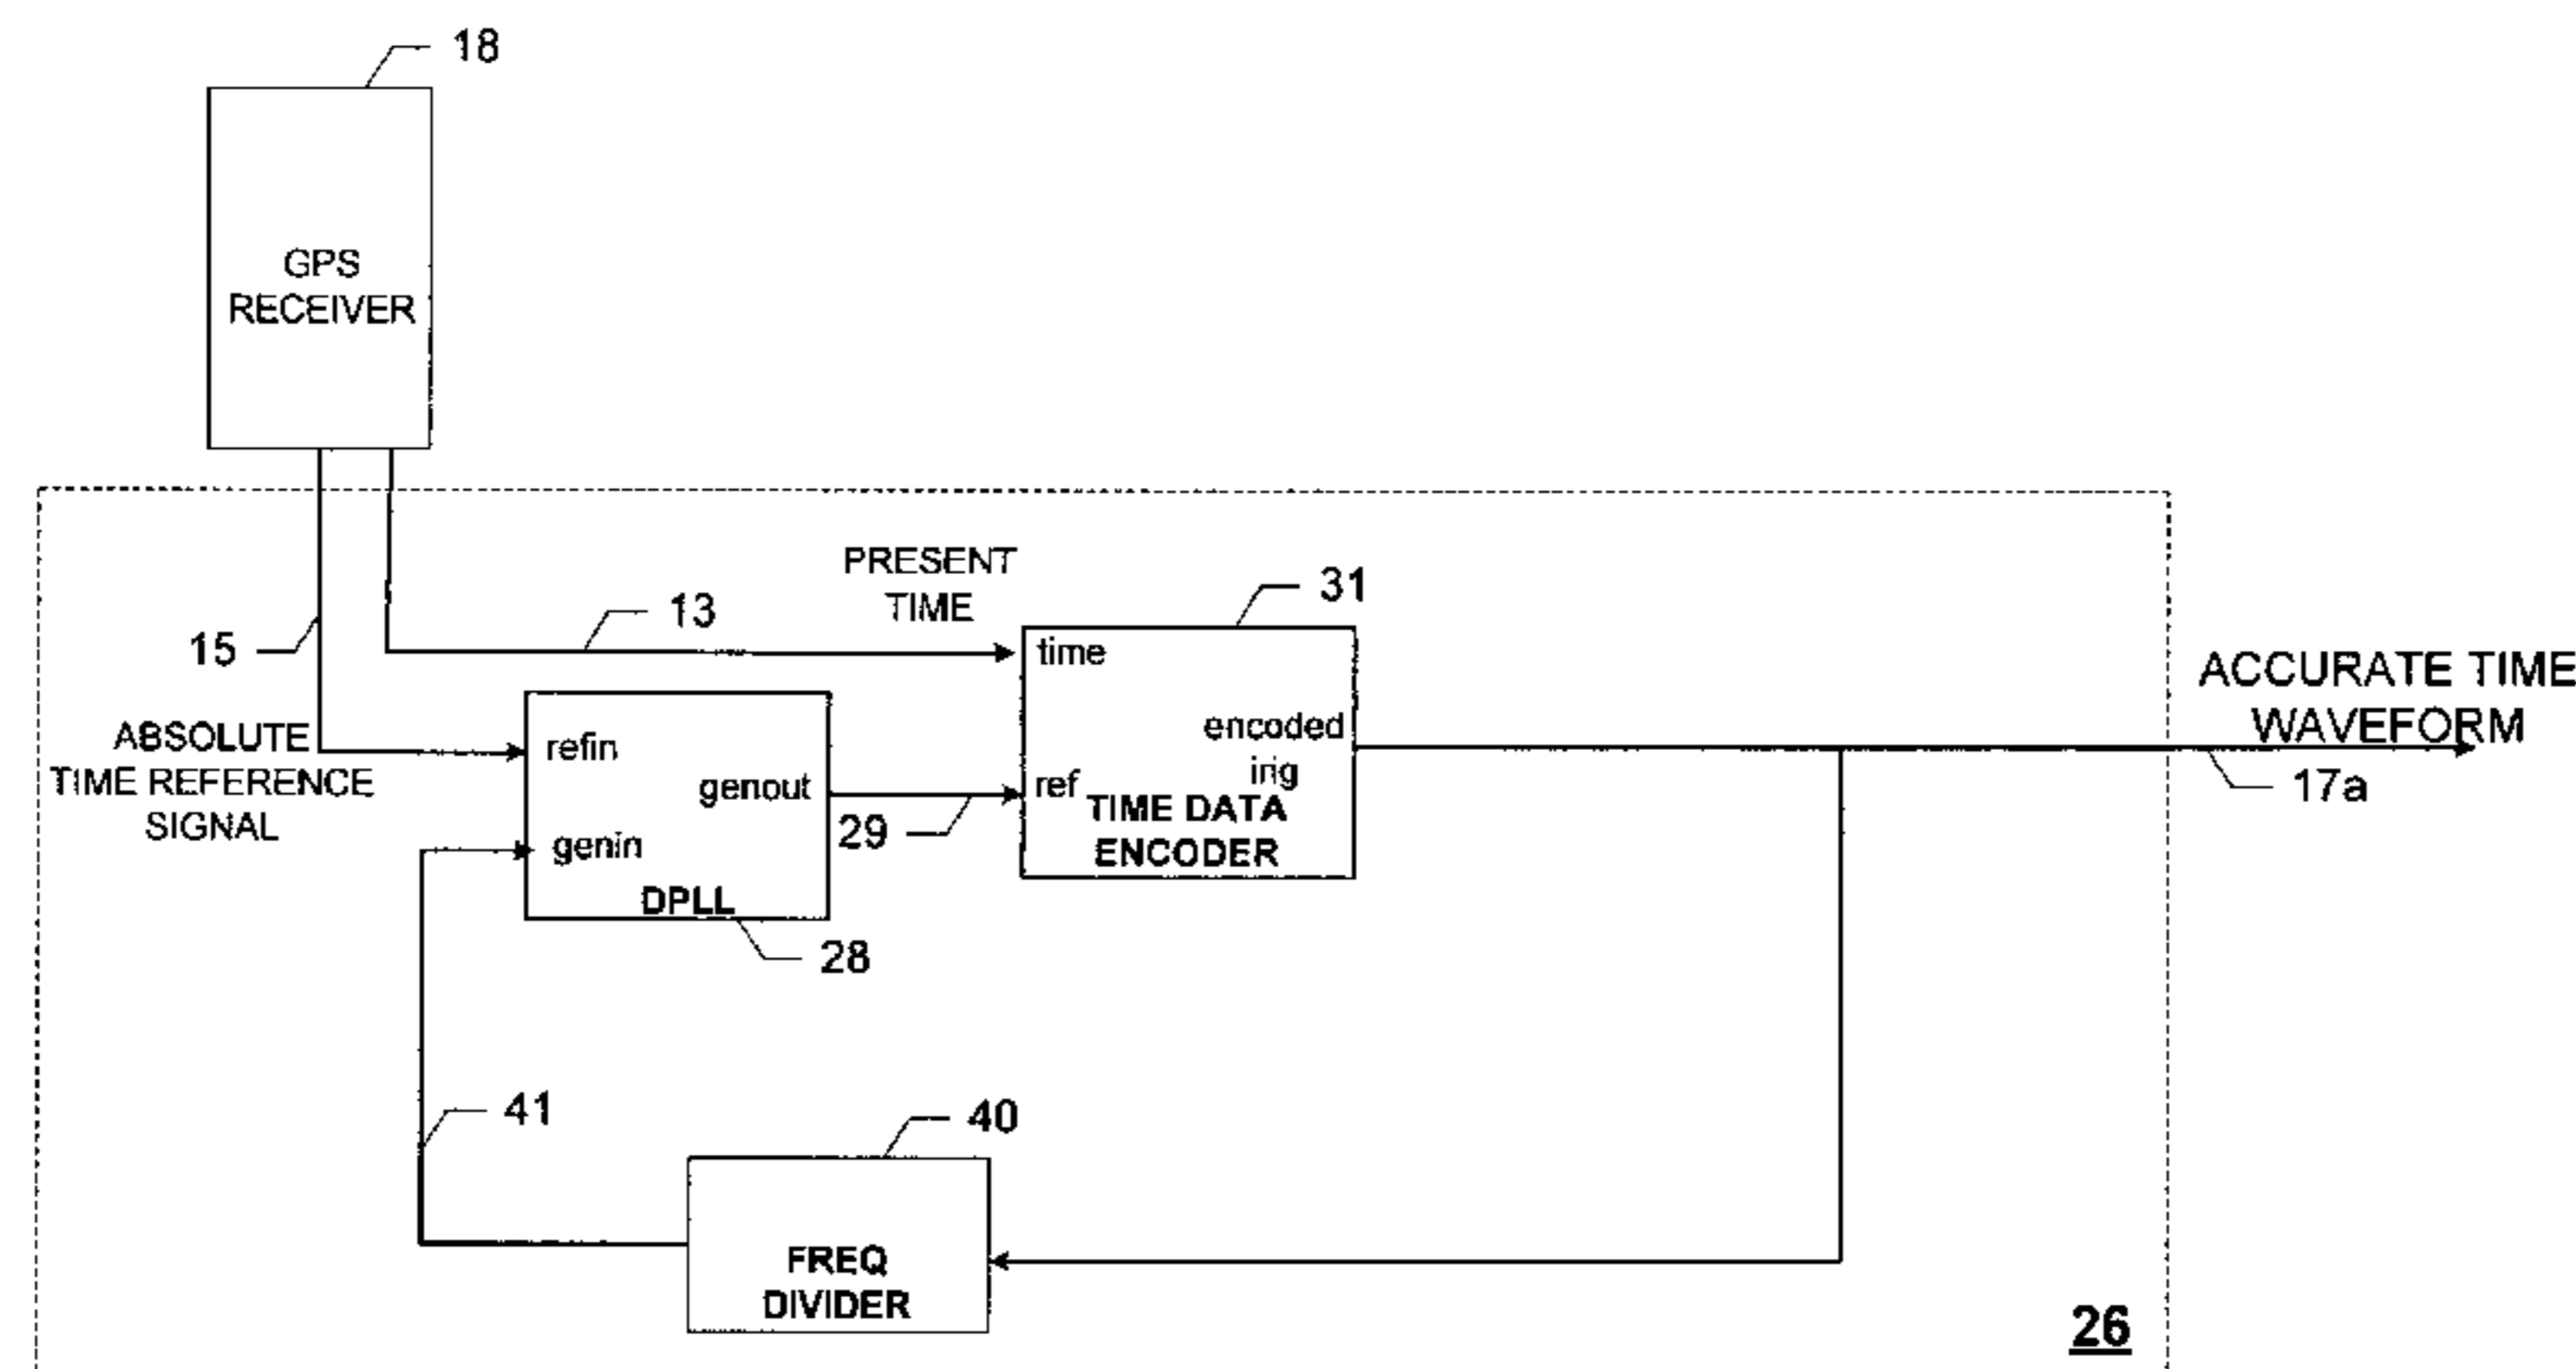 18
GPS
RECEIVER
PRESENT
TIME
31
13
15
time
ACCURATE TIME
WAVEFORM
encoded
irig
17a
ABSOLUTE
TIME REFERENCE
SIGNAL
refin
genout
ref
TIME DATA
ENCODER
29
genin
DPLL
28
41
40
FREQ
DIVIDER
26